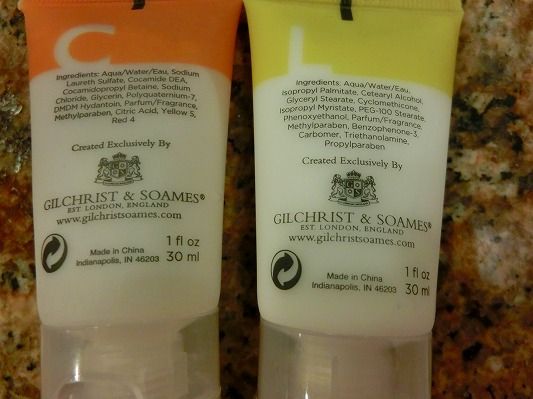 C
Ingredients: Aqua/Water/Eau, Sodium
Laureth Sulfate, Cocamide DEA,
Cocamidopropyl Betaine, Sodium
Chloride, Glycerin, Polyquaternium-7,
DMDM Hydantoin, Parfum/Fragrance,
Methylparaben, Citric Acid, Yellow 5,
Red 4
Created Exclusively By
GILCHRIST & SOAMES®
EST. LONDON, ENGLAND
www.gilchristsoames.com
Made in China
Indianapolis, IN 46203
1 fl oz
30 ml
L
Ingredients: Aqua/Water/Eau,
Isopropyl Palmitate, Cetearyl Alcohol,
Glyceryl Stearate, Cyclomethicone,
Isopropyl Myristate, PEG-100 Stearate,
Phenoxyethanol, Parfum/Fragrance,
Methylparaben, Benzophenone-3,
Carbomer, Triethanolamine,
Propylparaben
Created Exclusively By
GILCHRIST & SOAMES®
EST. LONDON, ENGLAND
www.gilchristsoames.com
Made in China
Indianapolis, IN 46203
1 fl oz
30 ml